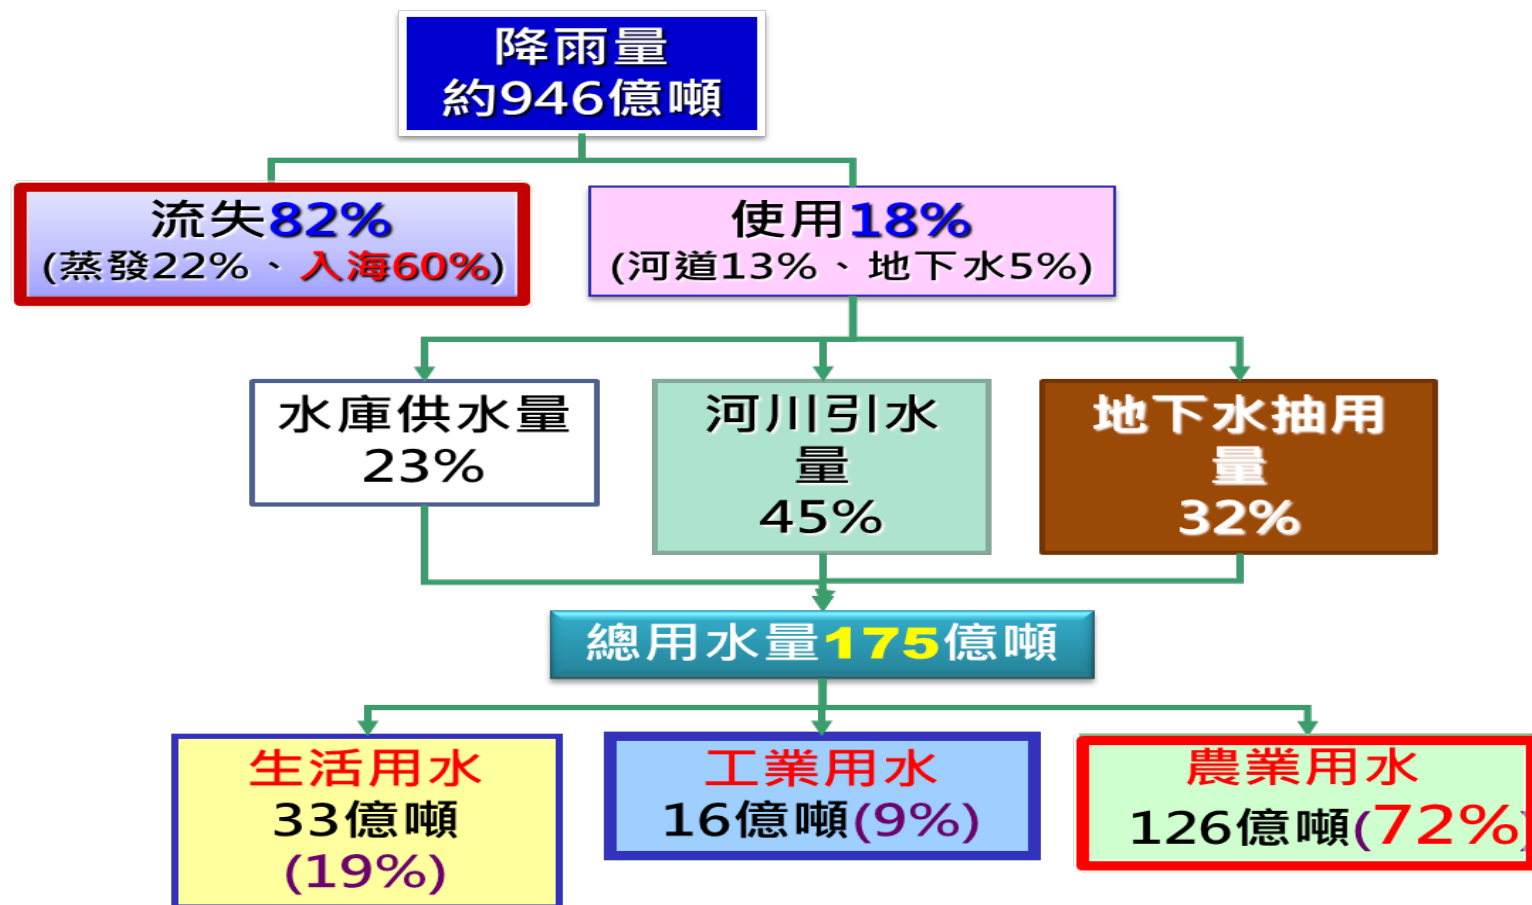 降雨量
約946億噸
流失82%
(蒸發22%、入海60%)
使用18%
(河道13%、地下水5%)
水庫供水量
23%
河川引水
量
45%
地下水抽用
量
32%
總用水量175億噸
生活用水
33億噸
(19%)
工業用水
16億噸(9%)
農業用水
126億噸(72%)